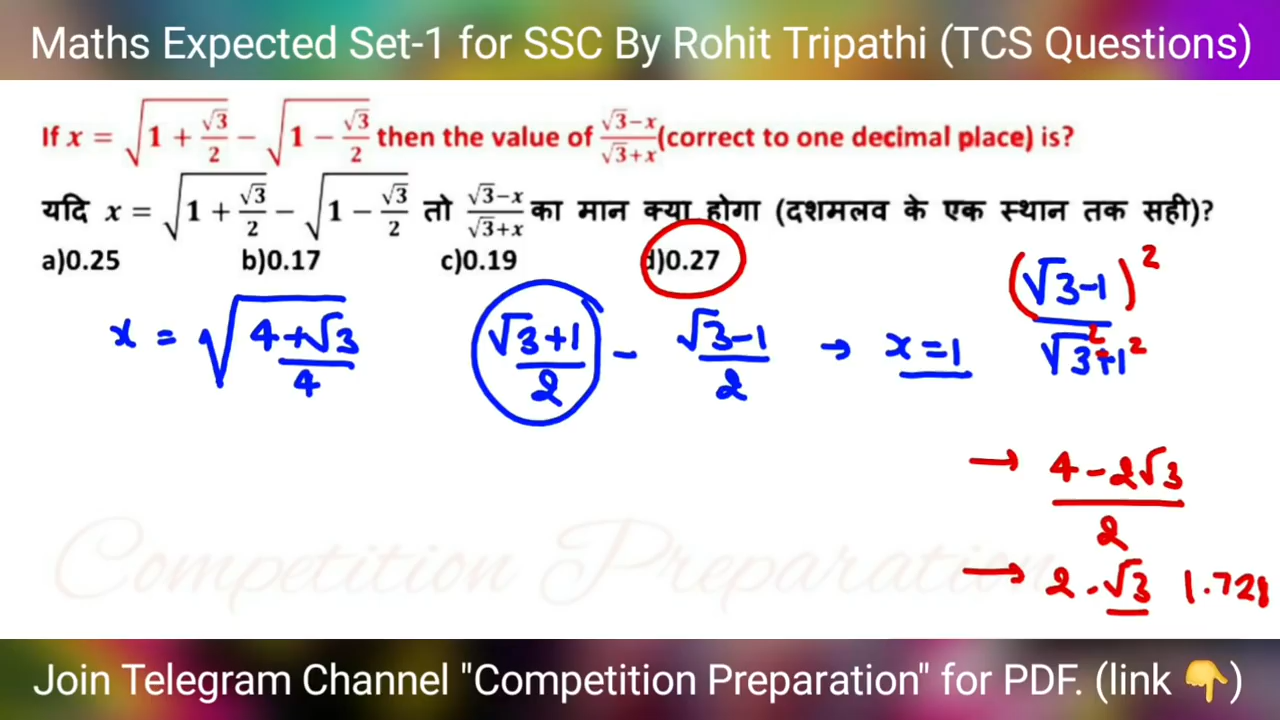 Maths Expected Set-1 for SSC By Rohit Tripathi (TCS Questions)
If x = √(1 + √3/2) − √(1 − √3/2) then the value of (√3−x)/(√3+x) (correct to one decimal place) is?
यदि x = √(1 + √3/2) − √(1 − √3/2) तो (√3−x)/(√3+x) का मान क्या होगा (दशमलव के एक स्थान तक सही)?
a)0.25 b)0.17 c)0.19 d)0.27
x = √((4+√3)/4) (√3+1)/2 − (√3−1)/2 → x=1 (√3−1)²/(√3²+1²)
→ (4−2√3)/2
→ 2-√3 1.728
Competition Preparation
Join Telegram Channel "Competition Preparation" for PDF. (link 👇)